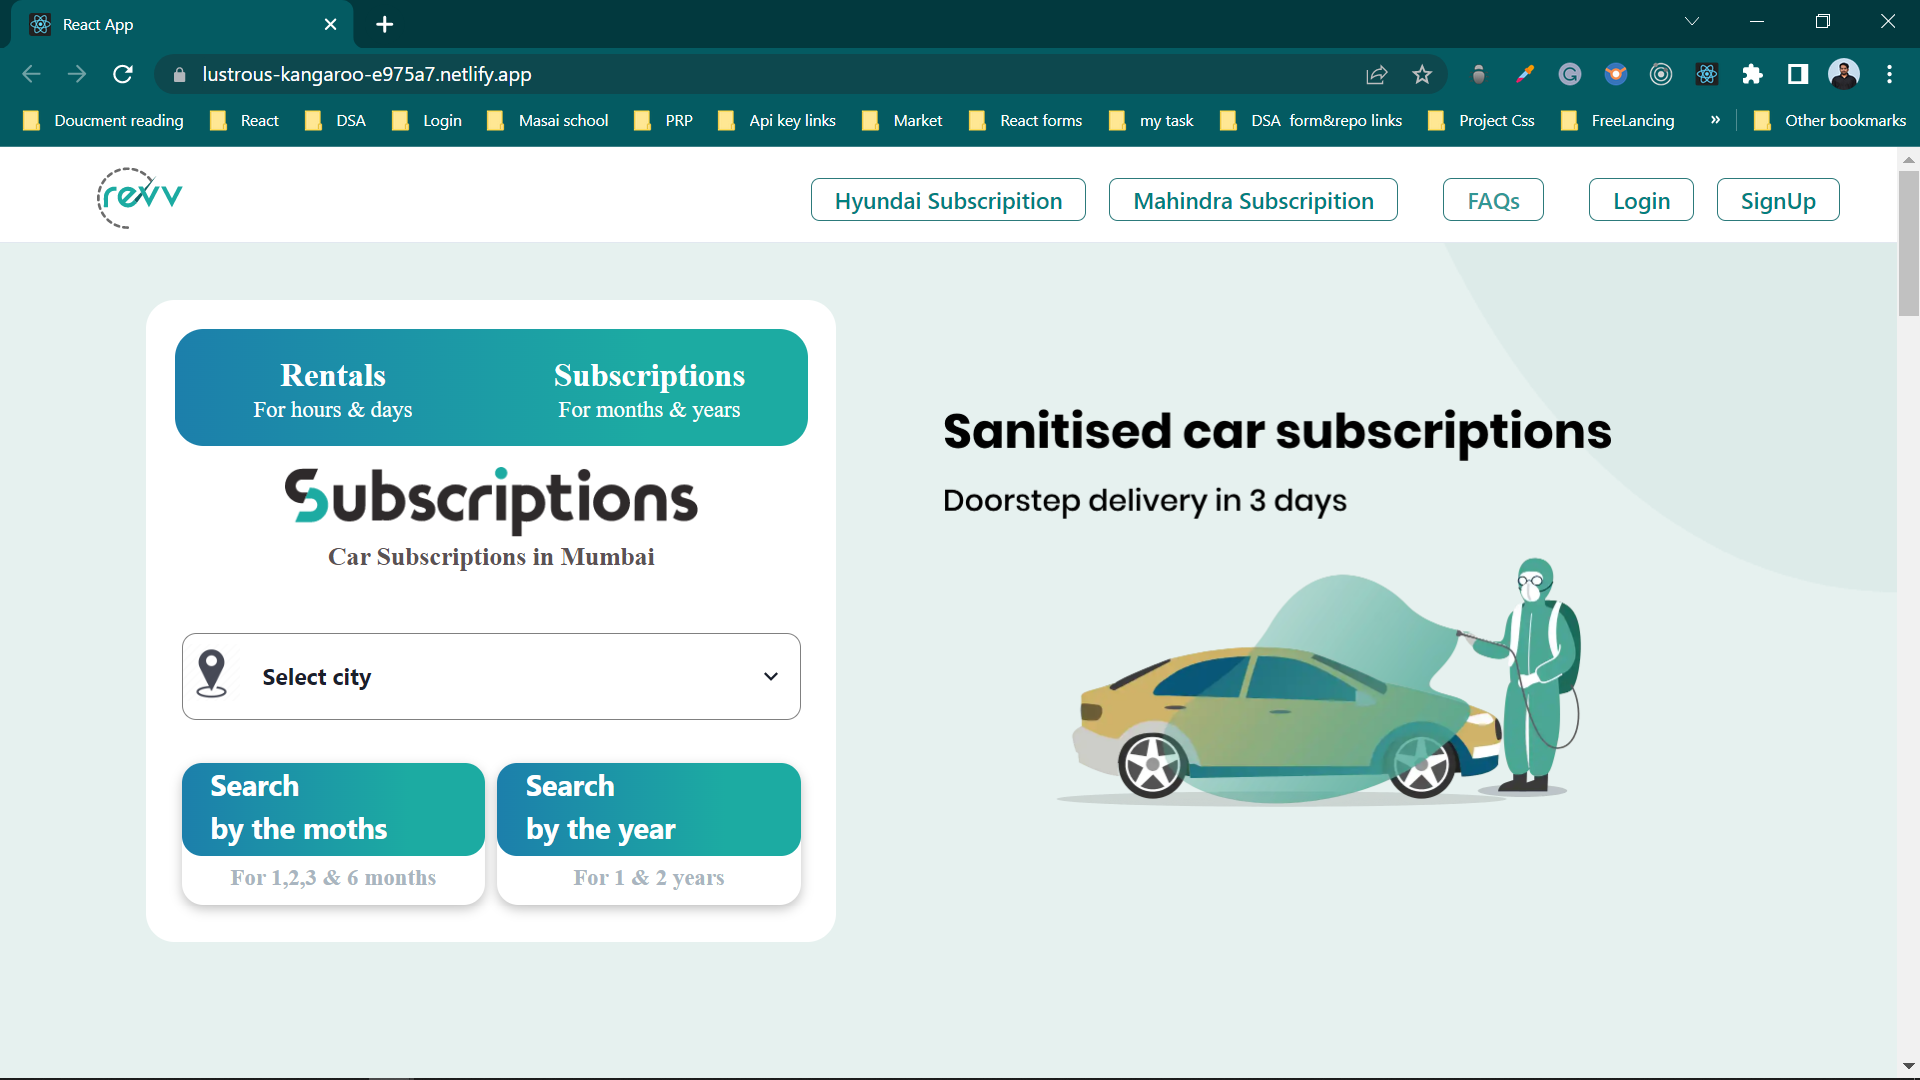 React App
lustrous-kangaroo-e975a7.netlify.app
Doucment reading React DSA Login Masai school PRP Api key links Market React forms my task DSA form&repo links Project Css FreeLancing » Other bookmarks
revv
Hyundai Subscripition Mahindra Subscripition FAQs Login SignUp
Rentals
For hours & days
Subscriptions
For months & years
Subscriptions
Car Subscriptions in Mumbai
Select city
Search
by the moths
For 1,2,3 & 6 months
Search
by the year
For 1 & 2 years
Sanitised car subscriptions
Doorstep delivery in 3 days